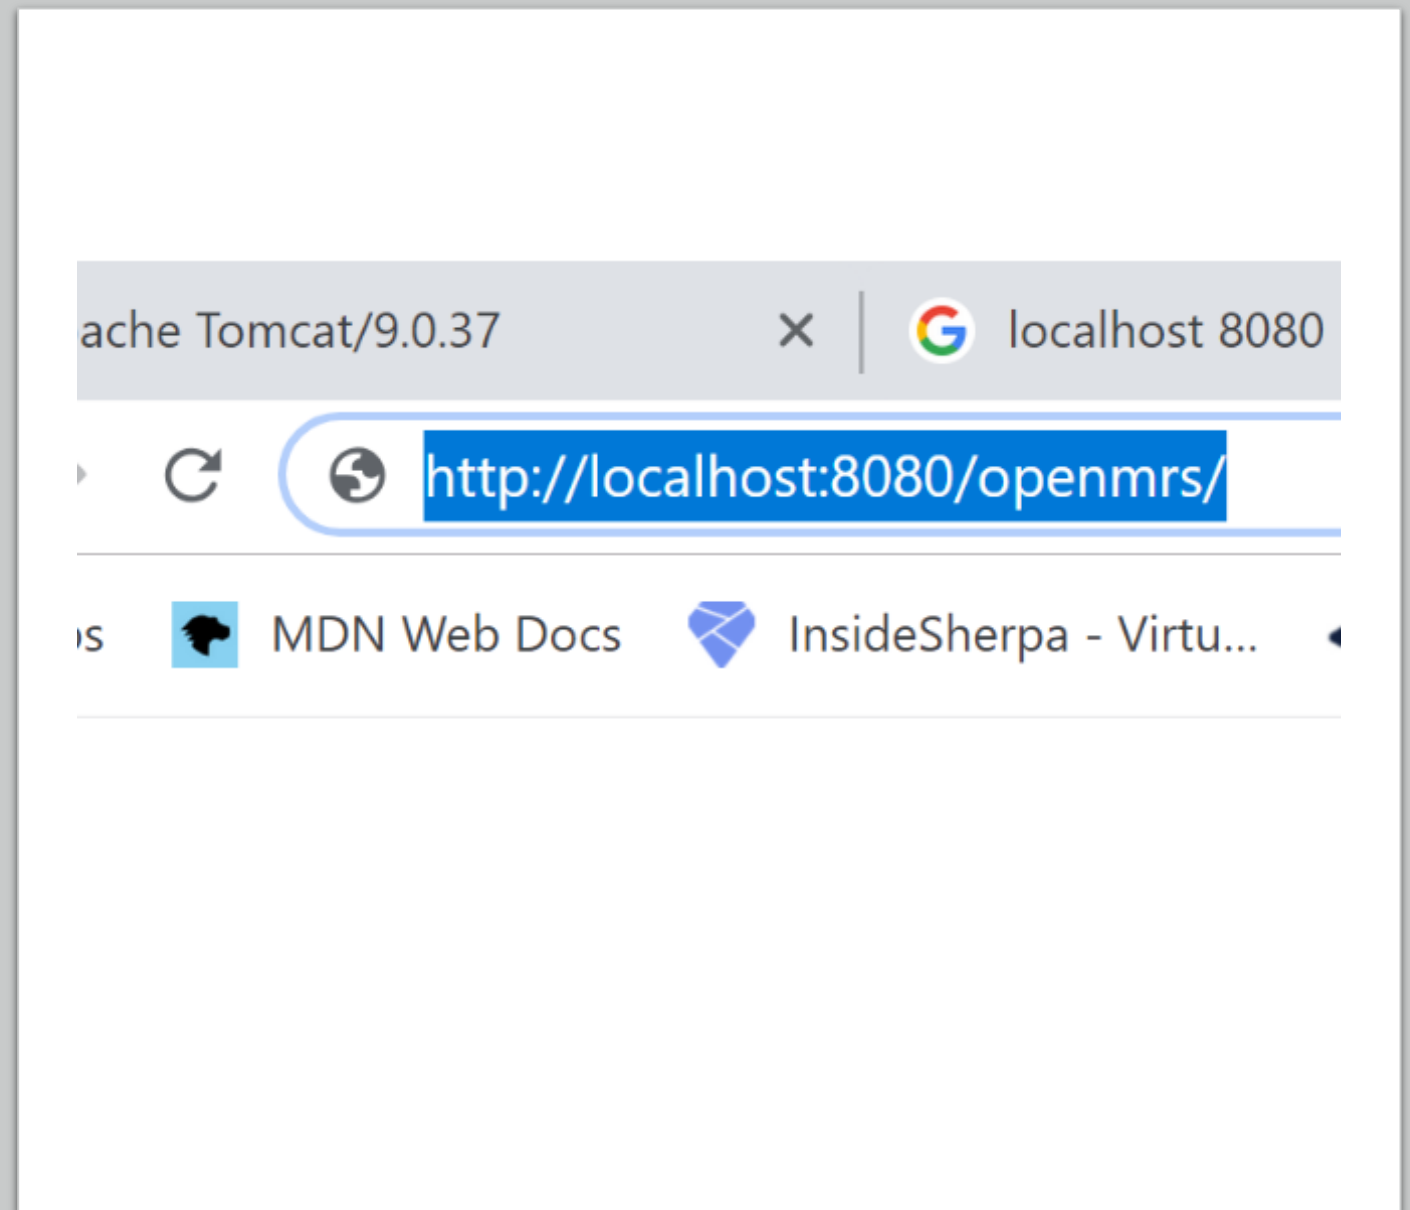 ache Tomcat/9.0.37
localhost 8080
http://localhost:8080/openmrs/
MDN Web Docs
InsideSherpa - Virtu...